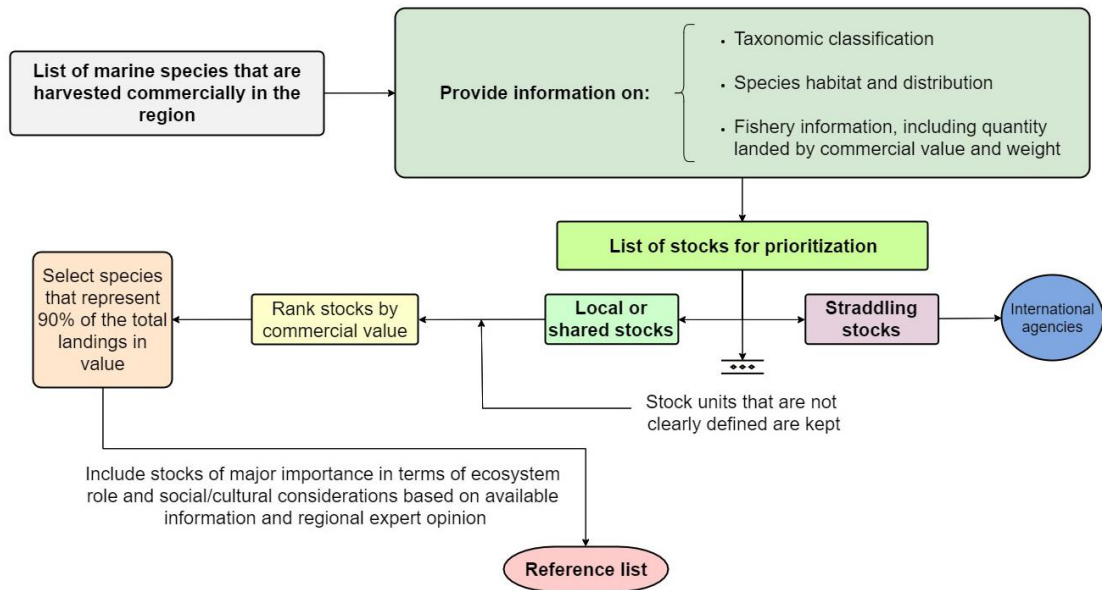 List of marine species that are
harvested commercially in the
region
Provide information on:
• Taxonomic classification
• Species habitat and distribution
• Fishery information, including quantity
landed by commercial value and weight
List of stocks for prioritization
Select species
that represent
90% of the total
landings in
value
Rank stocks by
commercial value
Local or
shared stocks
Straddling
stocks
International
agencies
Stock units that are not
clearly defined are kept
Include stocks of major importance in terms of ecosystem
role and social/cultural considerations based on available
information and regional expert opinion
Reference list